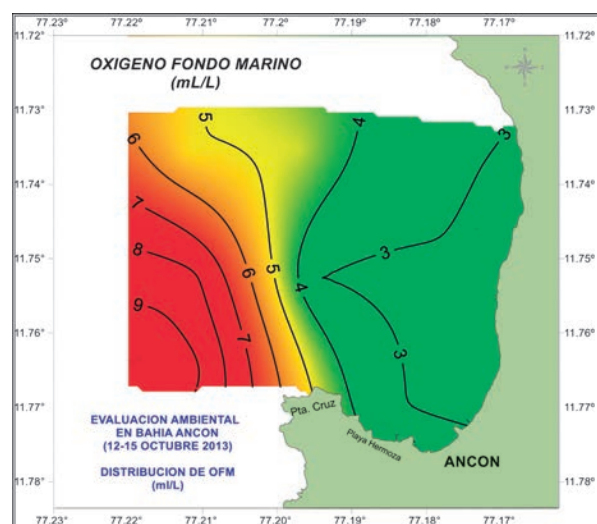 77.23° 77.22° 77.21° 77.20° 77.19° 77.18° 77.17°
11.72° 11.72°
OXIGENO FONDO MARINO
(mL/L)
11.73° 11.73°
5 4 3
6
11.74° 11.74°
7
3
11.75° 11.75°
8 6 5
4
9
11.76° 11.76°
7 3
11.77° 11.77°
Pta. Cruz
Playa Hermoza
EVALUACION AMBIENTAL
EN BAHIA ANCON
(12-15 OCTUBRE 2013)
ANCON
DISTRIBUCION DE OFM
(ml/L)
11.78° 11.78°
77.23° 77.22° 77.21° 77.20° 77.19° 77.18° 77.17°